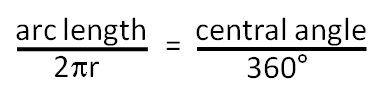 arc length = central angle
2πr 360°